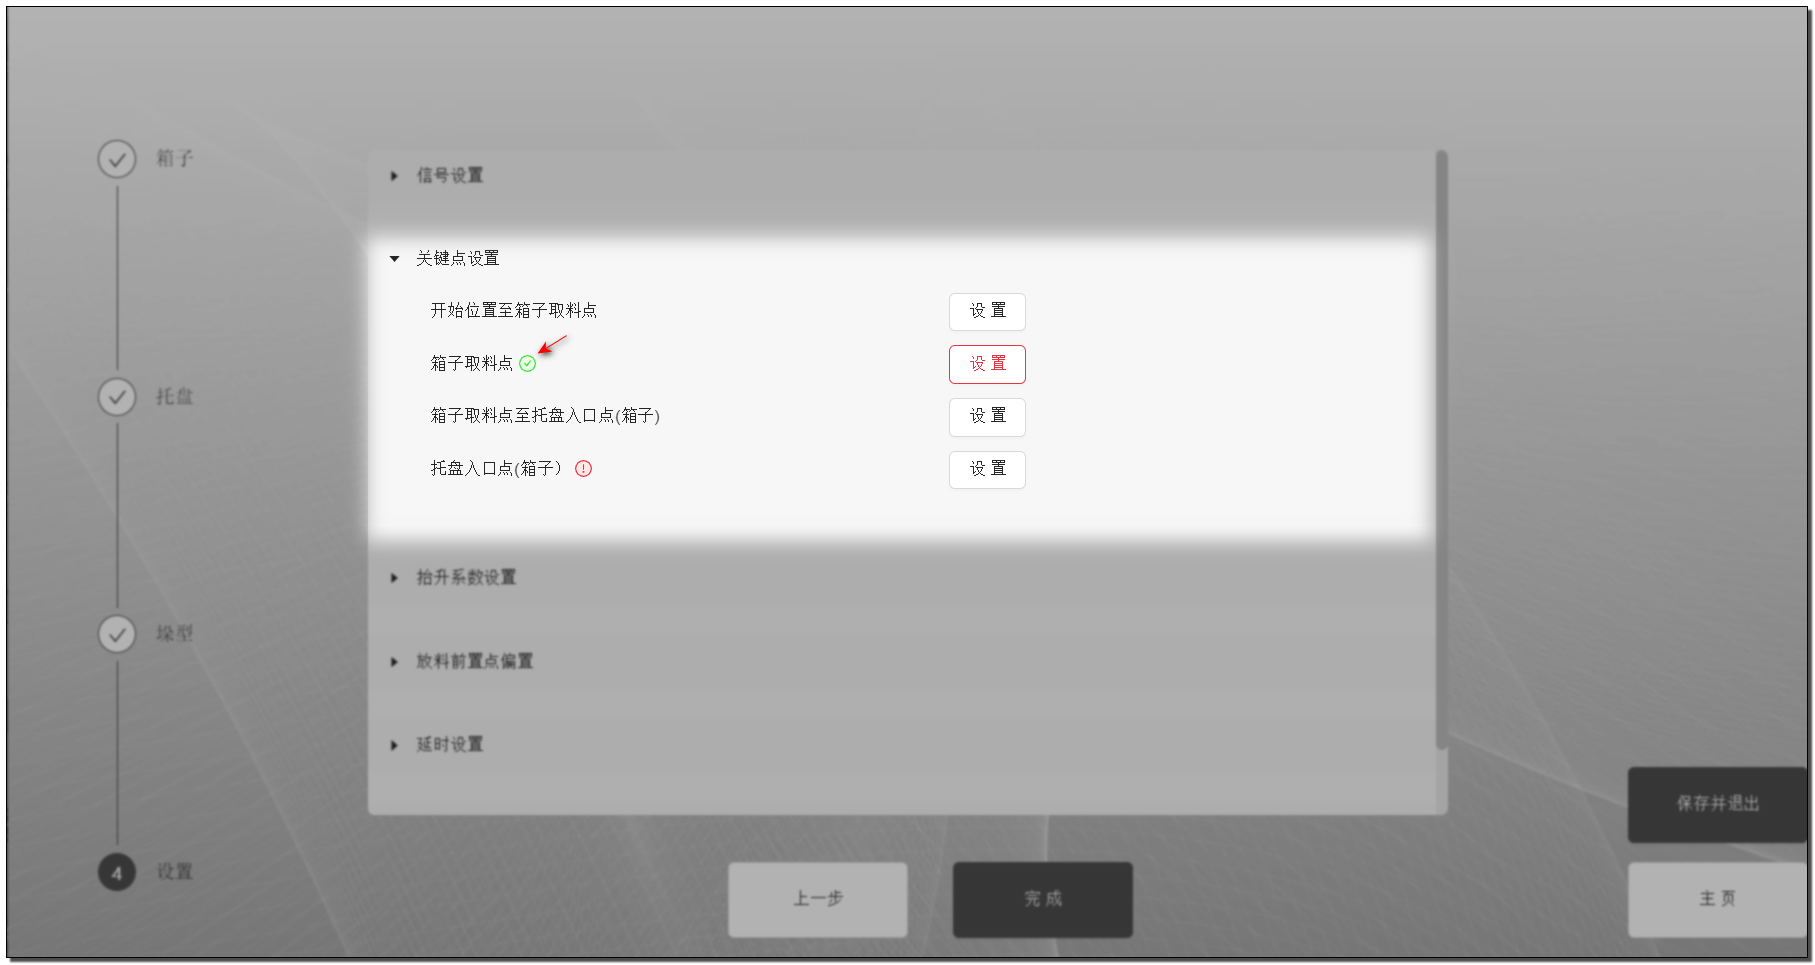 箱子
托盘
垛型
4 设置
信号设置
关键点设置
开始位置至箱子取料点 设置
箱子取料点 设置
箱子取料点至托盘入口点(箱子) 设置
托盘入口点(箱子） 设置
抬升系数设置
放料前置点偏置
延时设置
保存并退出
上一步 完成 主页